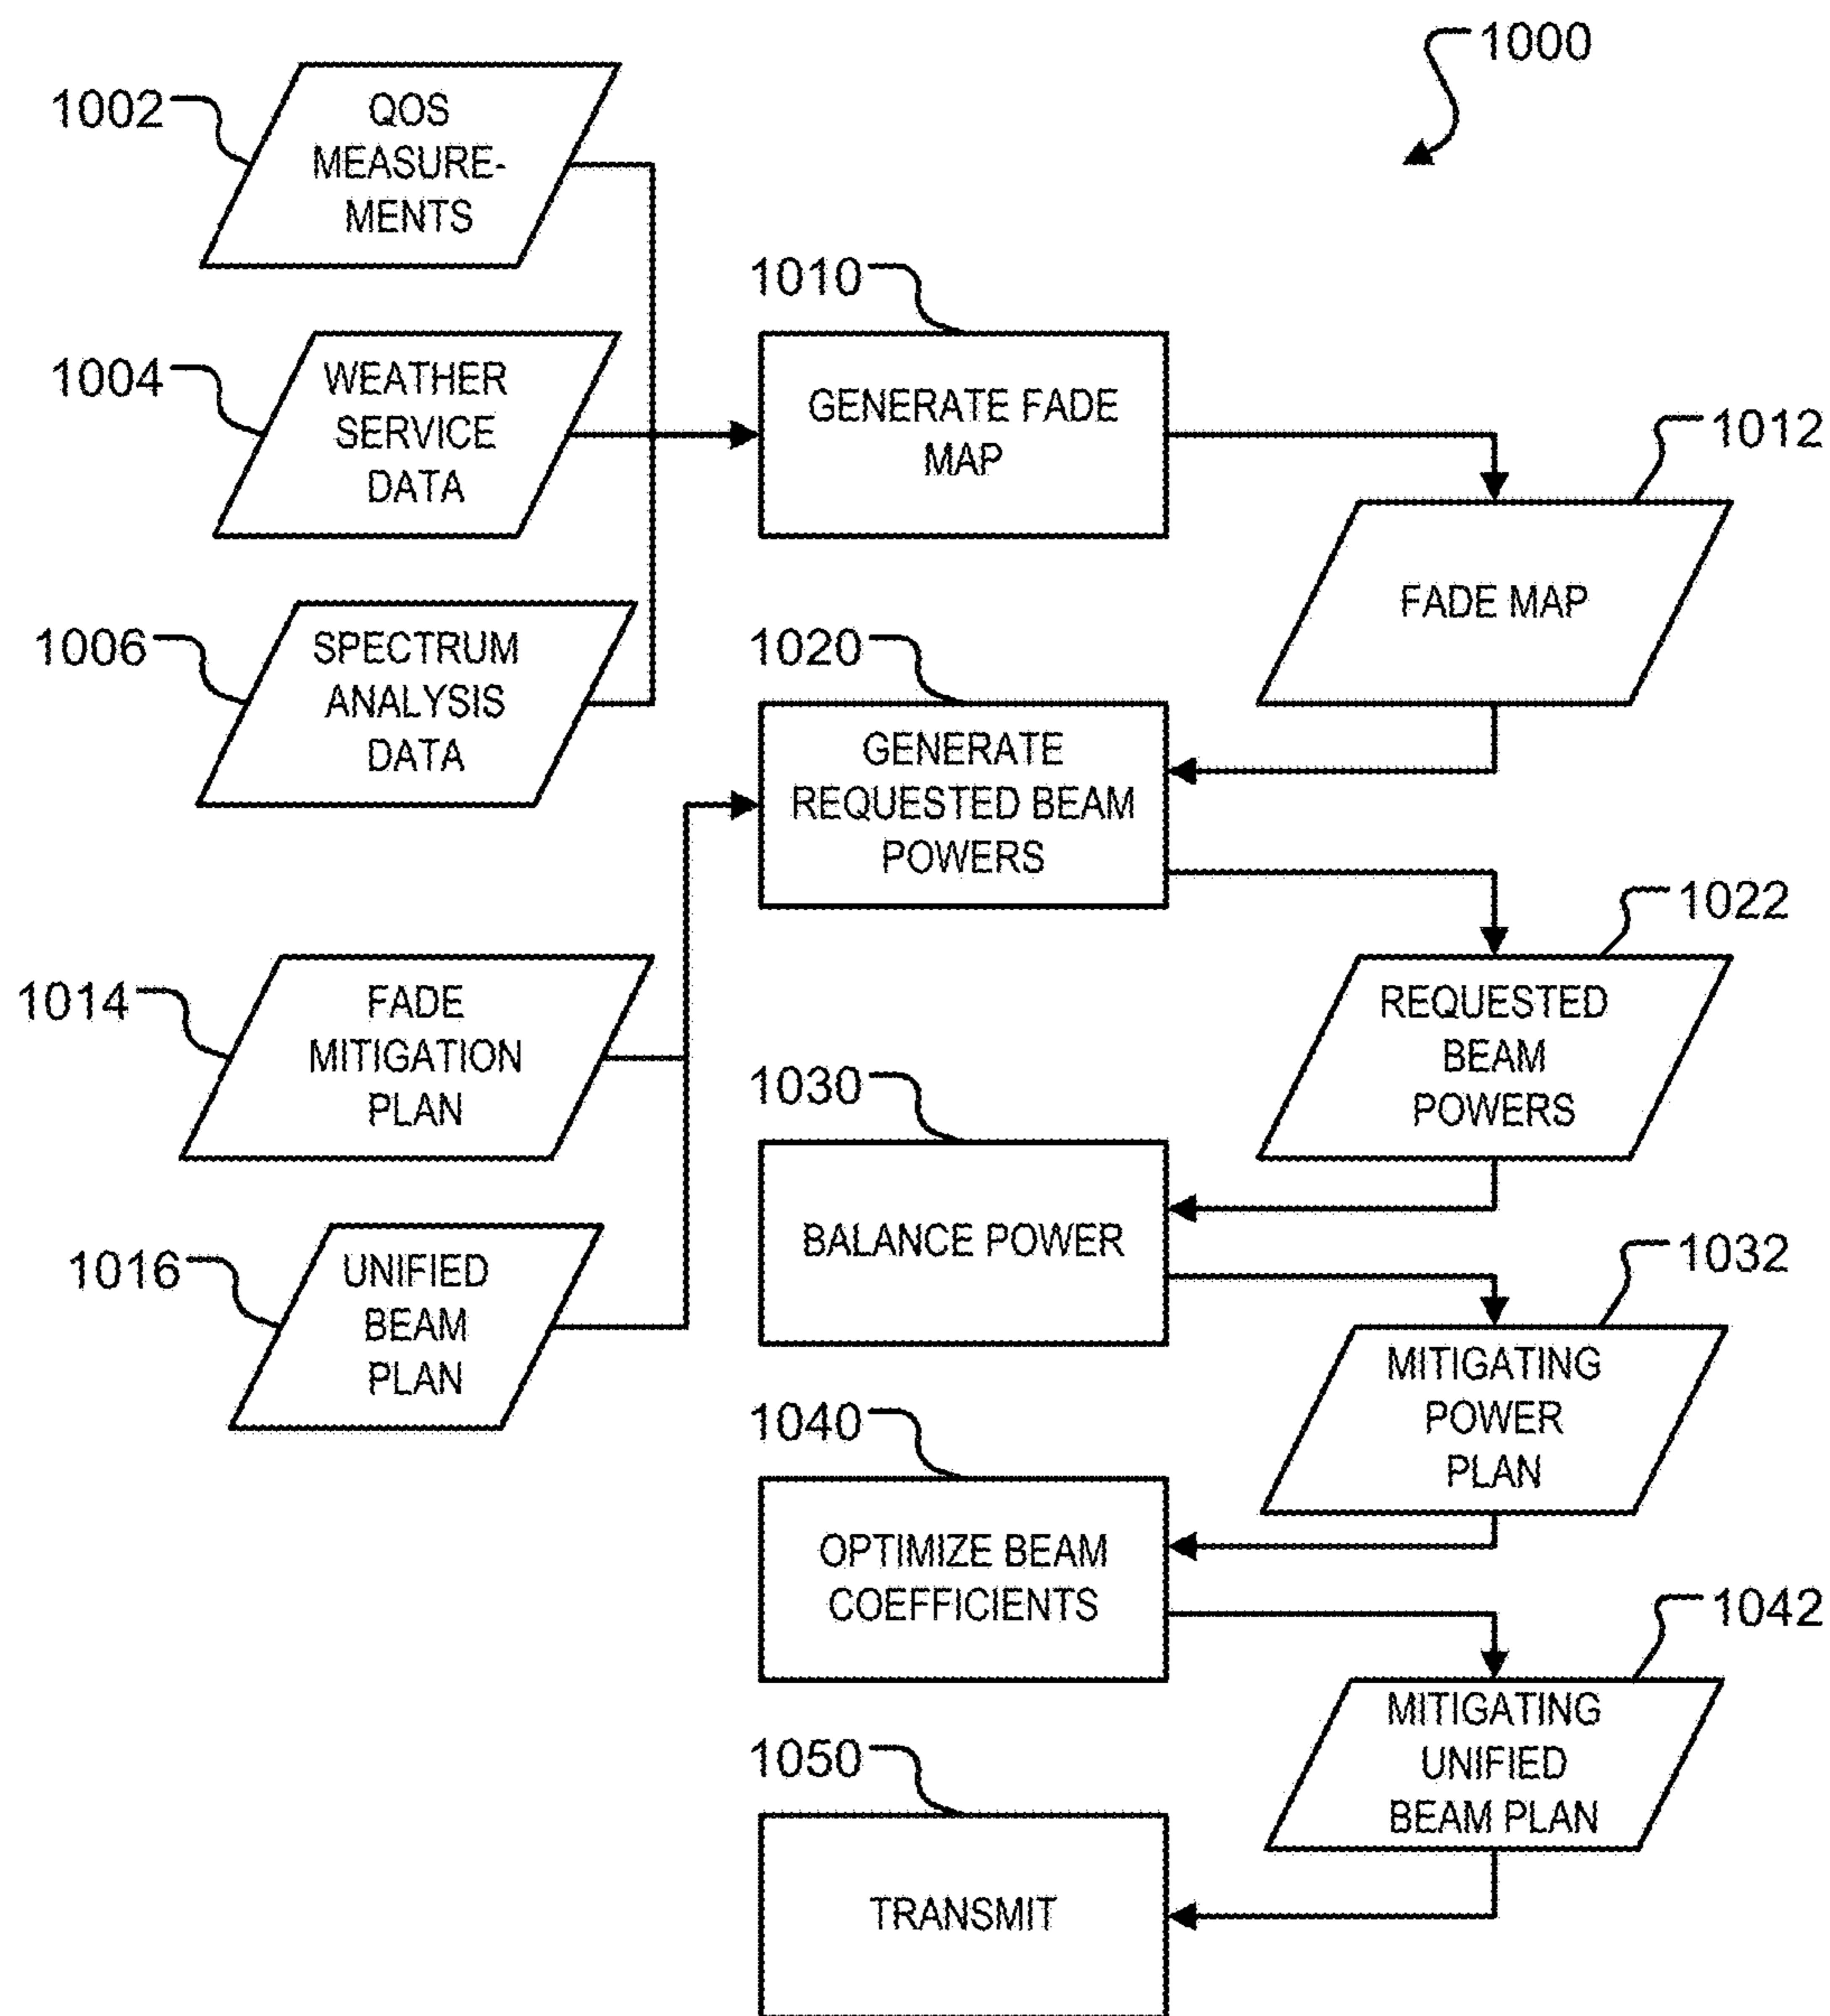 1000
1002
QOS
MEASURE-
MENTS
1004
WEATHER
SERVICE
DATA
1006
SPECTRUM
ANALYSIS
DATA
1010
GENERATE FADE
MAP
1012
FADE MAP
1014
FADE
MITIGATION
PLAN
1016
UNIFIED
BEAM
PLAN
1020
GENERATE
REQUESTED BEAM
POWERS
1022
REQUESTED
BEAM
POWERS
1030
BALANCE POWER
1032
MITIGATING
POWER
PLAN
1040
OPTIMIZE BEAM
COEFFICIENTS
1042
MITIGATING
UNIFIED
BEAM PLAN
1050
TRANSMIT